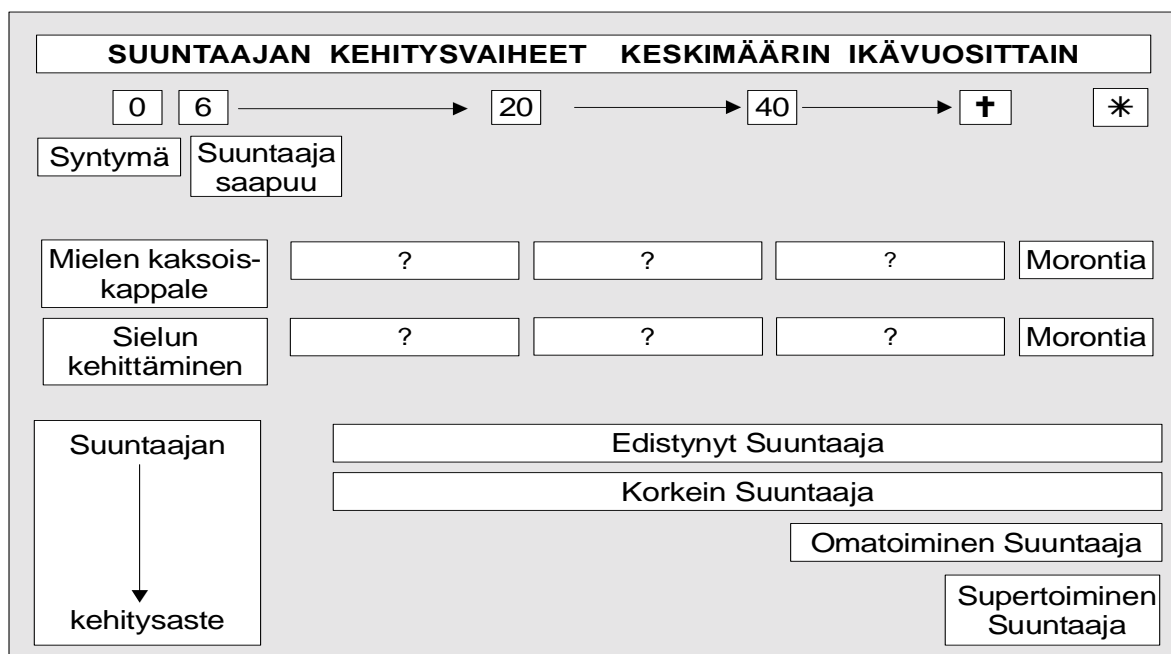 SUUNTAAJAN KEHITYSVAIHEET KESKIMÄÄRIN IKÄVUOSITTAIN
0 6 20 40 ✝ ✳
Syntymä
Suuntaaja
saapuu
Mielen kaksois-
kappale
? ? ? Morontia
Sielun
kehittäminen
? ? ? Morontia
Suuntaajan
kehitysaste
Edistynyt Suuntaaja
Korkein Suuntaaja
Omatoiminen Suuntaaja
Supertoiminen
Suuntaaja